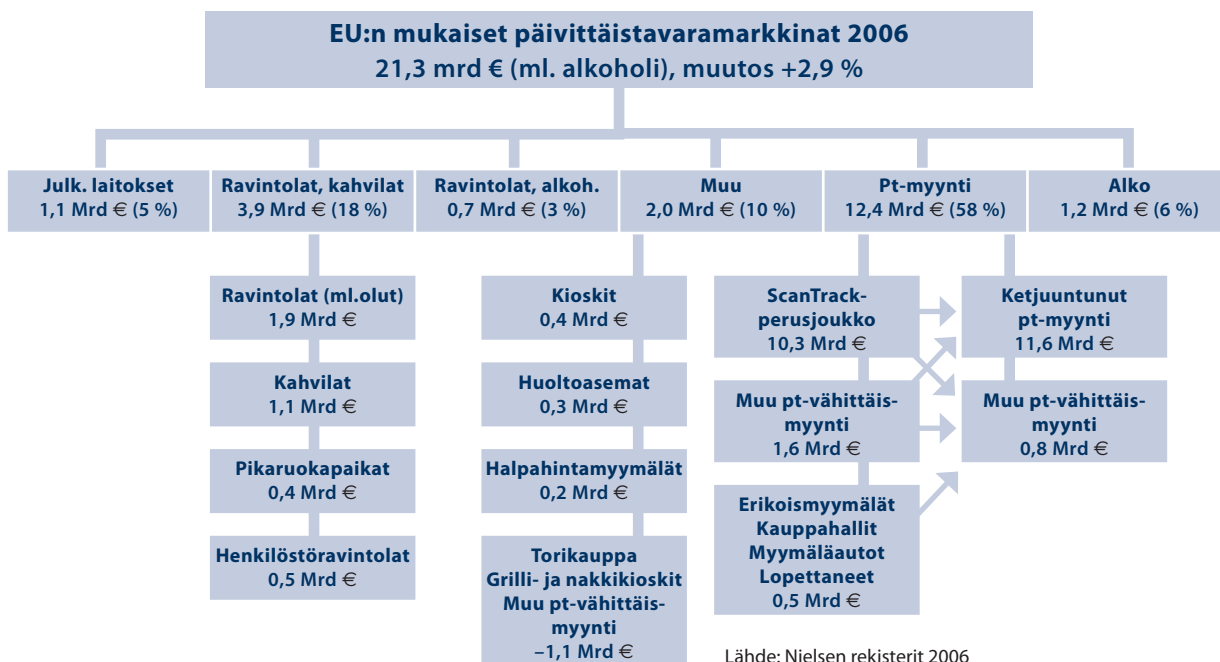 EU:n mukaiset päivittäistavaramarkkinat 2006
21,3 mrd € (ml. alkoholi), muutos +2,9 %
Julk. laitokset
1,1 Mrd € (5 %)
Ravintolat, kahvilat
3,9 Mrd € (18 %)
Ravintolat, alkoh.
0,7 Mrd € (3 %)
Muu
2,0 Mrd € (10 %)
Pt-myynti
12,4 Mrd € (58 %)
Alko
1,2 Mrd € (6 %)
Ravintolat (ml.olut)
1,9 Mrd €
Kahvilat
1,1 Mrd €
Pikaruokapaikat
0,4 Mrd €
Henkilöstöravintolat
0,5 Mrd €
Kioskit
0,4 Mrd €
Huoltoasemat
0,3 Mrd €
Halpahintamyymälät
0,2 Mrd €
Torikauppa
Grilli- ja nakkikioskit
Muu pt-vähittäis-
myynti
–1,1 Mrd €
ScanTrack-
perusjoukko
10,3 Mrd €
Muu pt-vähittäis-
myynti
1,6 Mrd €
Erikoismyymälät
Kauppahallit
Myymäläautot
Lopettaneet
0,5 Mrd €
Ketjuuntunut
pt-myynti
11,6 Mrd €
Muu pt-vähittäis-
myynti
0,8 Mrd €
Lähde: Nielsen rekisterit 2006